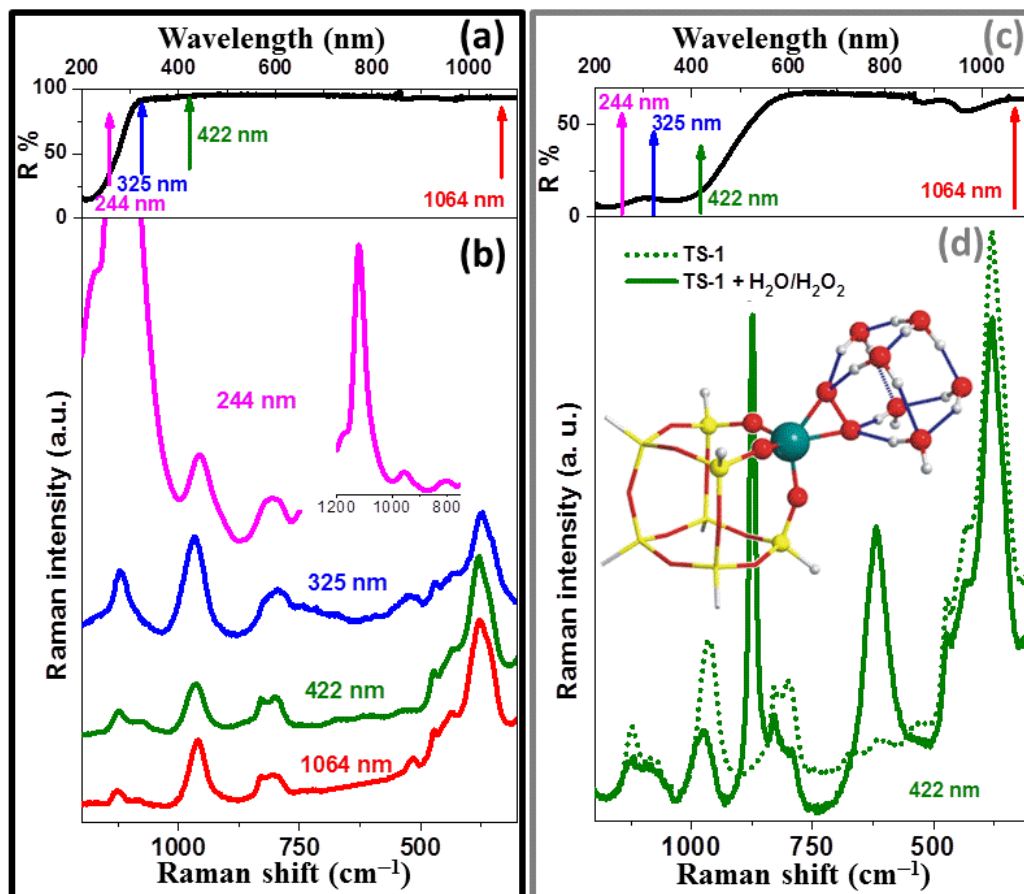 Wavelength (nm)
(a)
200 400 600 800 1000
100
50
0
R %
244 nm
325 nm
422 nm
1064 nm
(b)
244 nm
1200 1000 800
325 nm
422 nm
1064 nm
Raman intensity (a.u.)
1000 750 500
Raman shift (cm⁻¹)
Wavelength (nm)
(c)
200 400 600 800 1000
50
0
R %
244 nm
325 nm
422 nm
1064 nm
(d)
TS-1
TS-1 + H₂O/H₂O₂
422 nm
Raman intensity (a. u.)
1000 750 500
Raman shift (cm⁻¹)